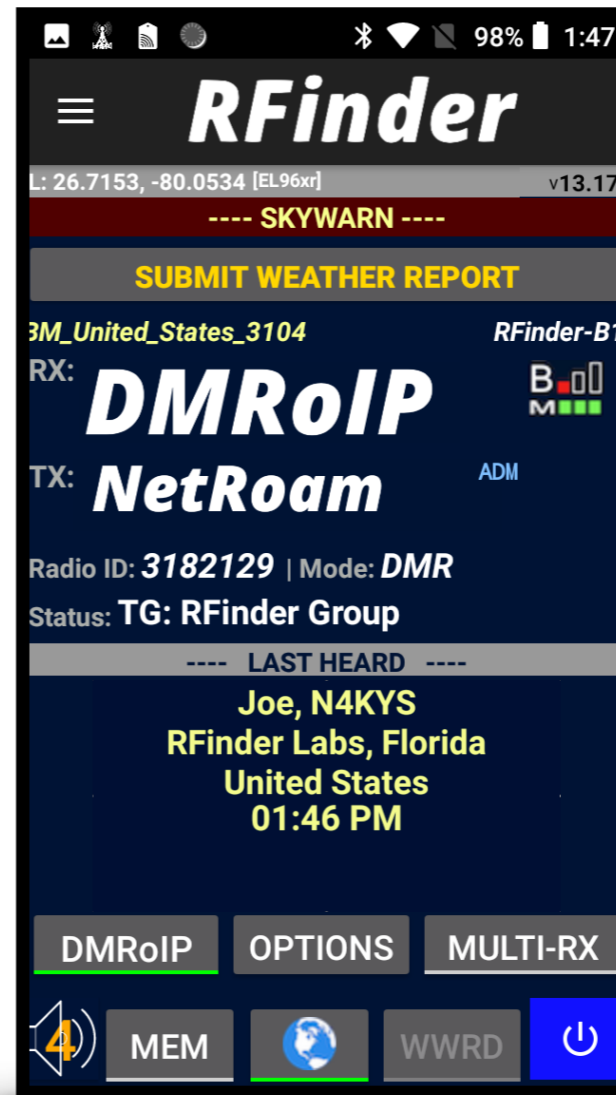 98% 1:47
RFinder
L: 26.7153, -80.0534 [EL96xr] v13.17
---- SKYWARN ----
SUBMIT WEATHER REPORT
BM_United_States_3104 RFinder-B1
RX: DMRoIP B M
TX: NetRoam ADM
Radio ID: 3182129 | Mode: DMR
Status: TG: RFinder Group
---- LAST HEARD ----
Joe, N4KYS
RFinder Labs, Florida
United States
01:46 PM
DMRoIP OPTIONS MULTI-RX
4 MEM WWRD